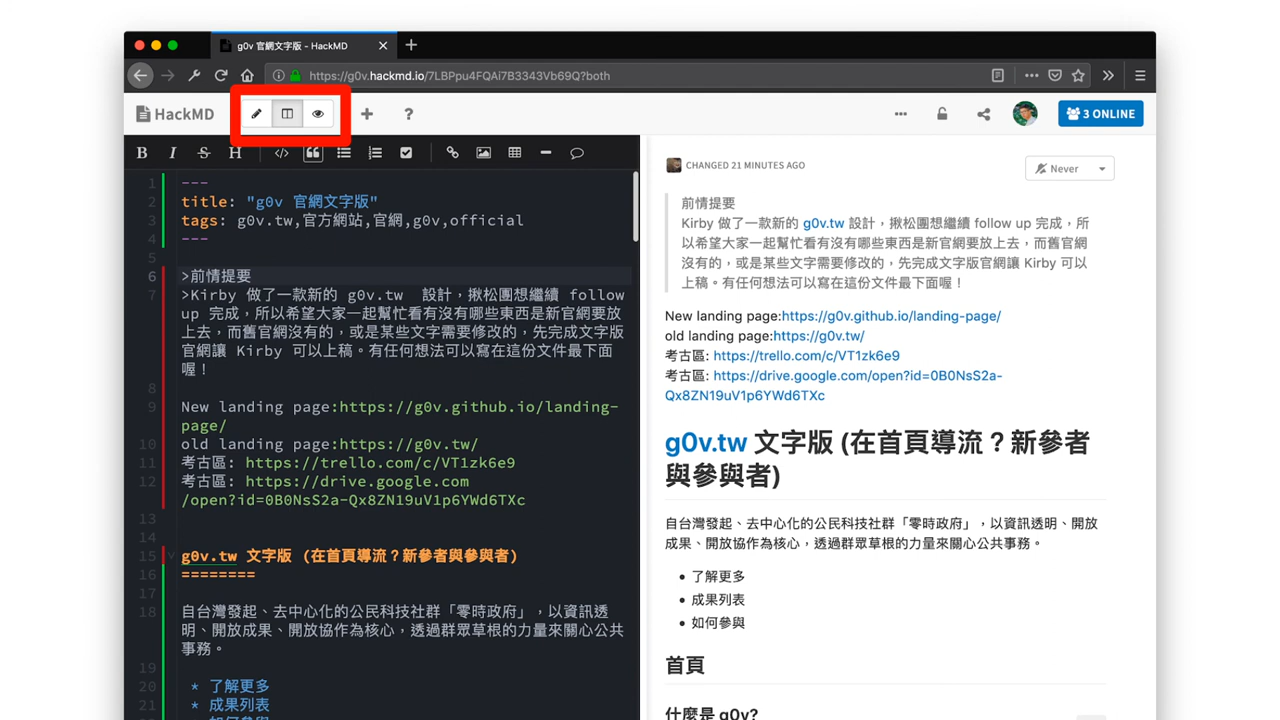 g0v 官網文字版 - HackMD
https://g0v.hackmd.io/7LBPpu4FQAi7B3343Vb69Q?both
HackMD
3 ONLINE
B I S H
1 ---
2 title: "g0v 官網文字版"
3 tags: g0v.tw,官方網站,官網,g0v,official
4 ---
5
6 >前情提要
7 >Kirby 做了一款新的 g0v.tw 設計，揪松團想繼續 follow
up 完成，所以希望大家一起幫忙看有沒有哪些東西是新官網要放
上去，而舊官網沒有的，或是某些文字需要修改的，先完成文字版
官網讓 Kirby 可以上稿。有任何想法可以寫在這份文件最下面
喔！
8
9 New landing page:https://g0v.github.io/landing-
page/
10 old landing page:https://g0v.tw/
11 考古區: https://trello.com/c/VT1zk6e9
12 考古區: https://drive.google.com
/open?id=0B0NsS2a-Qx8ZN19uV1p6YWd6TXc
13
14
15 g0v.tw 文字版 (在首頁導流？新參者與參與者)
16 ========
17
18 自台灣發起、去中心化的公民科技社群「零時政府」，以資訊透
明、開放成果、開放協作為核心，透過群眾草根的力量來關心公共
事務。
19
20 * 了解更多
21 * 成果列表
CHANGED 21 MINUTES AGO
Never
前情提要
Kirby 做了一款新的 g0v.tw 設計，揪松團想繼續 follow up 完成，所
以希望大家一起幫忙看有沒有哪些東西是新官網要放上去，而舊官網
沒有的，或是某些文字需要修改的，先完成文字版官網讓 Kirby 可以
上稿。有任何想法可以寫在這份文件最下面喔！
New landing page:https://g0v.github.io/landing-page/
old landing page:https://g0v.tw/
考古區: https://trello.com/c/VT1zk6e9
考古區: https://drive.google.com/open?id=0B0NsS2a-
Qx8ZN19uV1p6YWd6TXc
g0v.tw 文字版 (在首頁導流？新參者
與參與者)
自台灣發起、去中心化的公民科技社群「零時政府」，以資訊透明、開放
成果、開放協作為核心，透過群眾草根的力量來關心公共事務。
了解更多
成果列表
如何參與
首頁
什麼是 g0v?